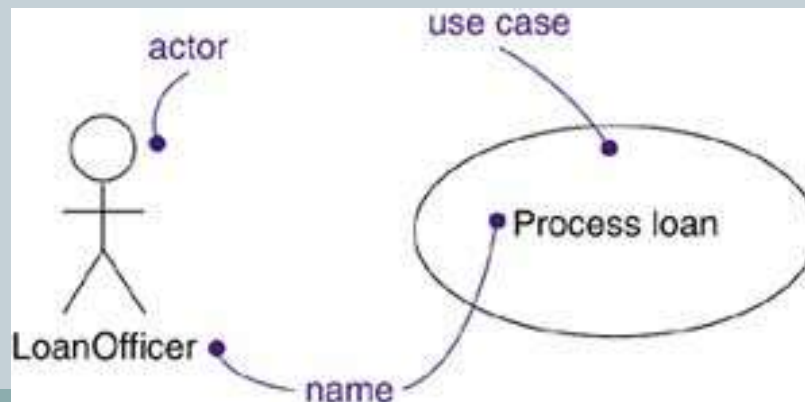 use case
actor
Process loan
LoanOfficer
name